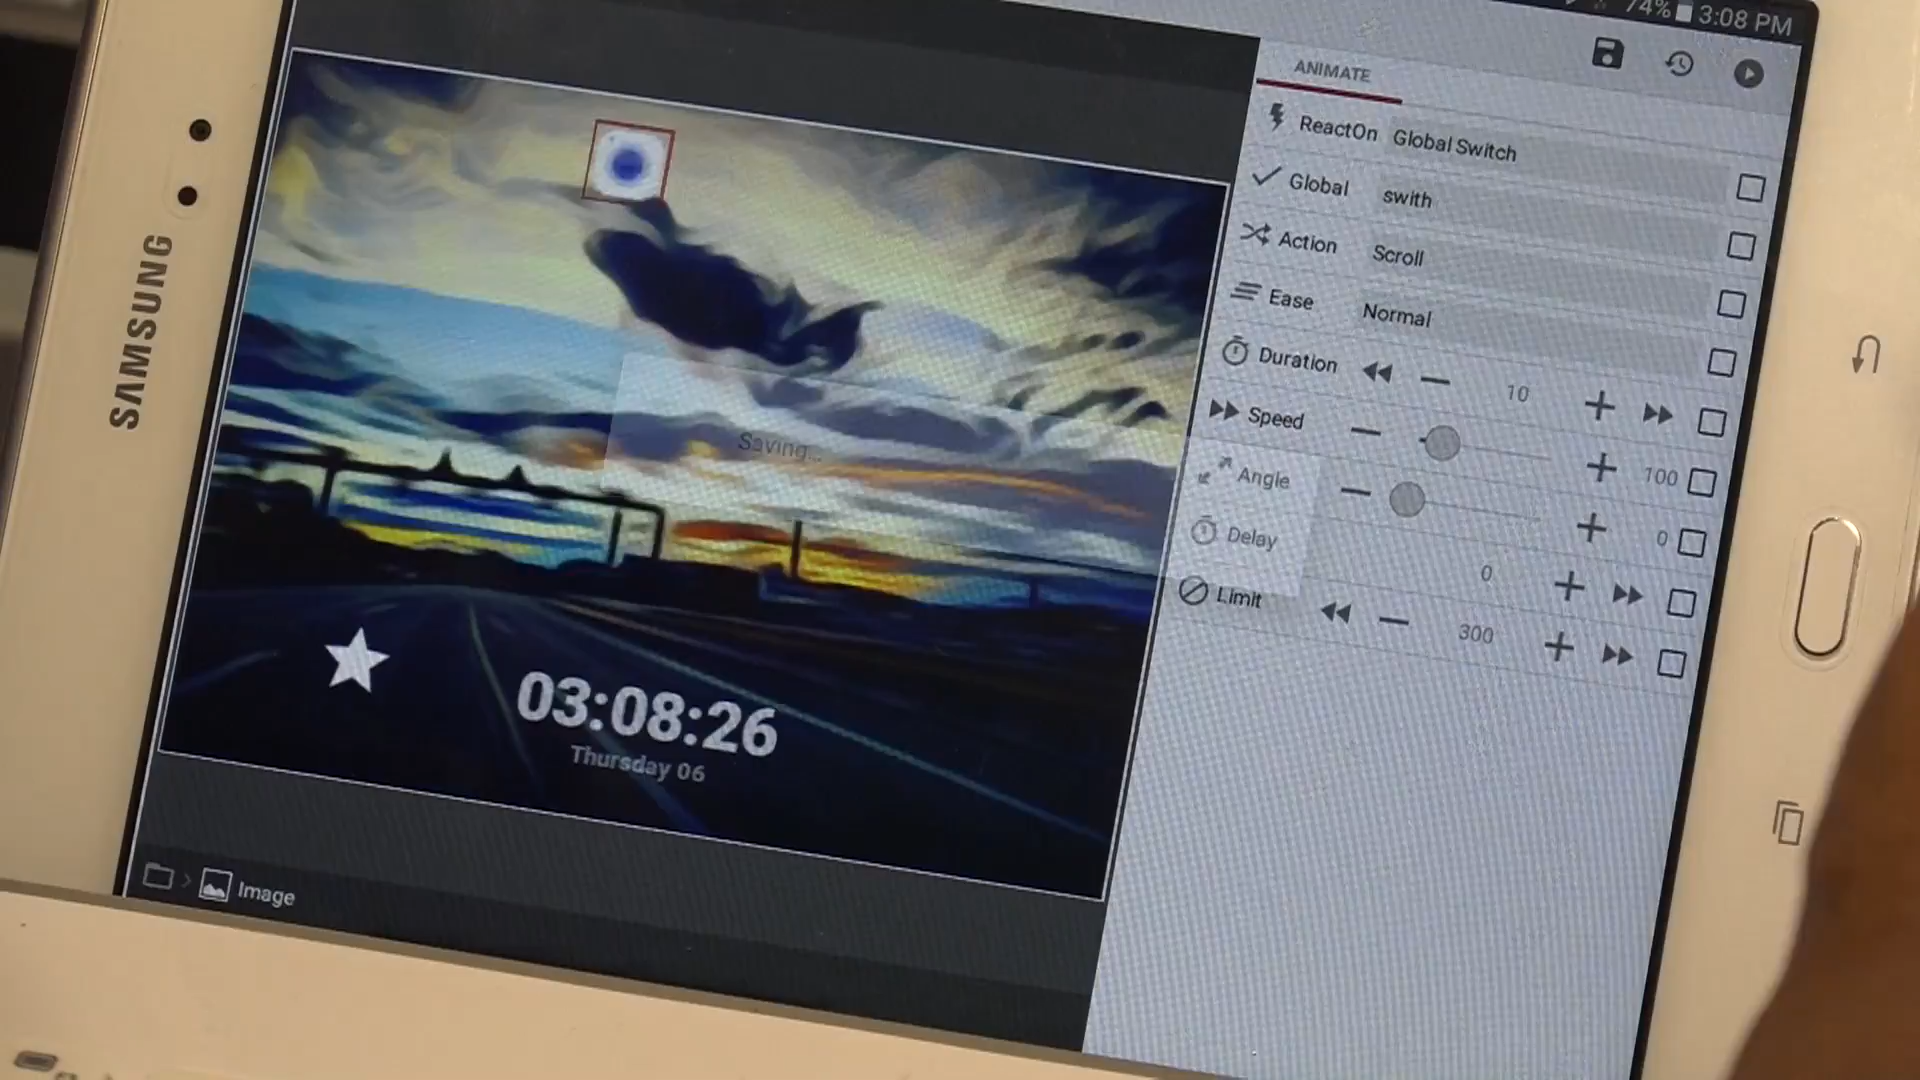 74% 3:08 PM
SAMSUNG
ANIMATE
ReactOn Global Switch
Global swith
Action Scroll
Ease Normal
Duration 10
Speed 100
Angle 0
Delay 0
Limit 300
Saving...
03:08:26
Thursday 06
Image